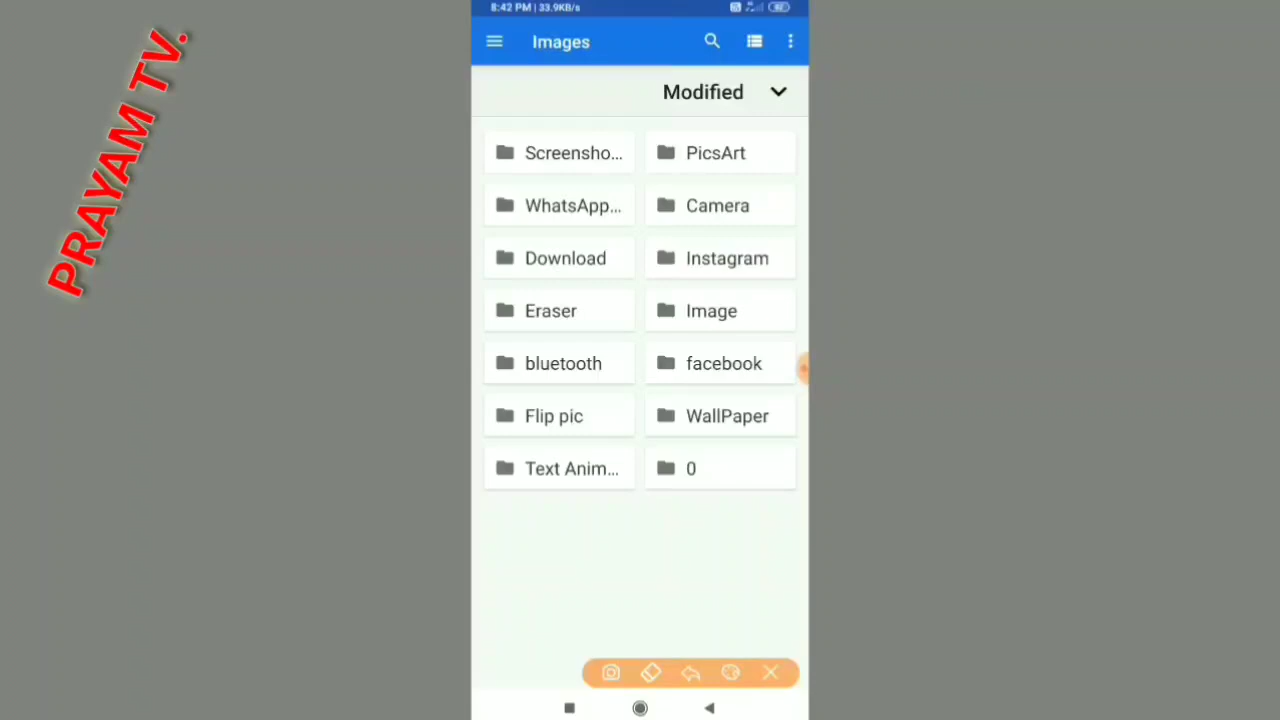 PRAYAM TV.
8:42 PM | 33.9KB/s
Images
Modified
Screensho...
PicsArt
WhatsApp...
Camera
Download
Instagram
Eraser
Image
bluetooth
facebook
Flip pic
WallPaper
Text Anim...
0